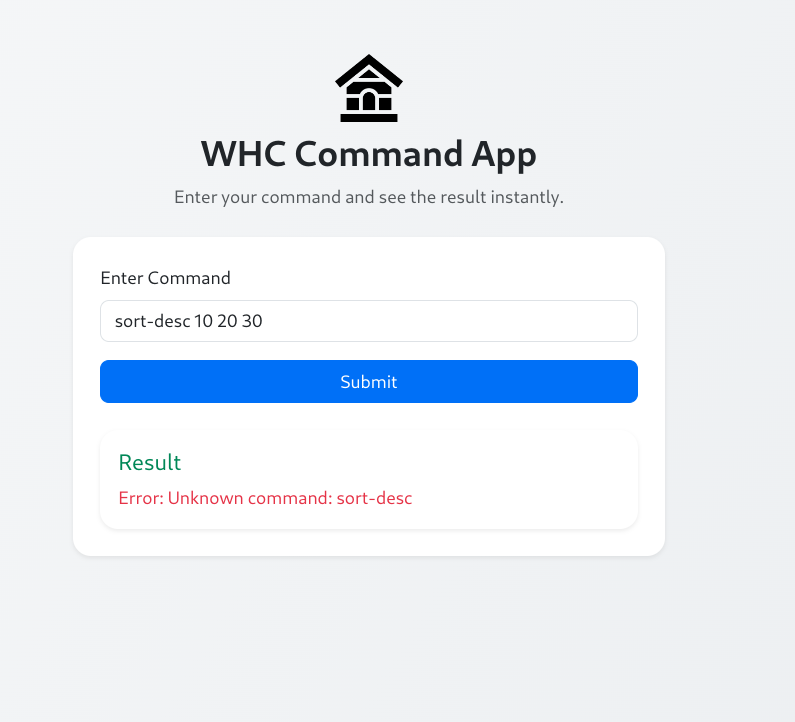 WHC Command App
Enter your command and see the result instantly.
Enter Command
sort-desc 10 20 30
Submit
Result
Error: Unknown command: sort-desc